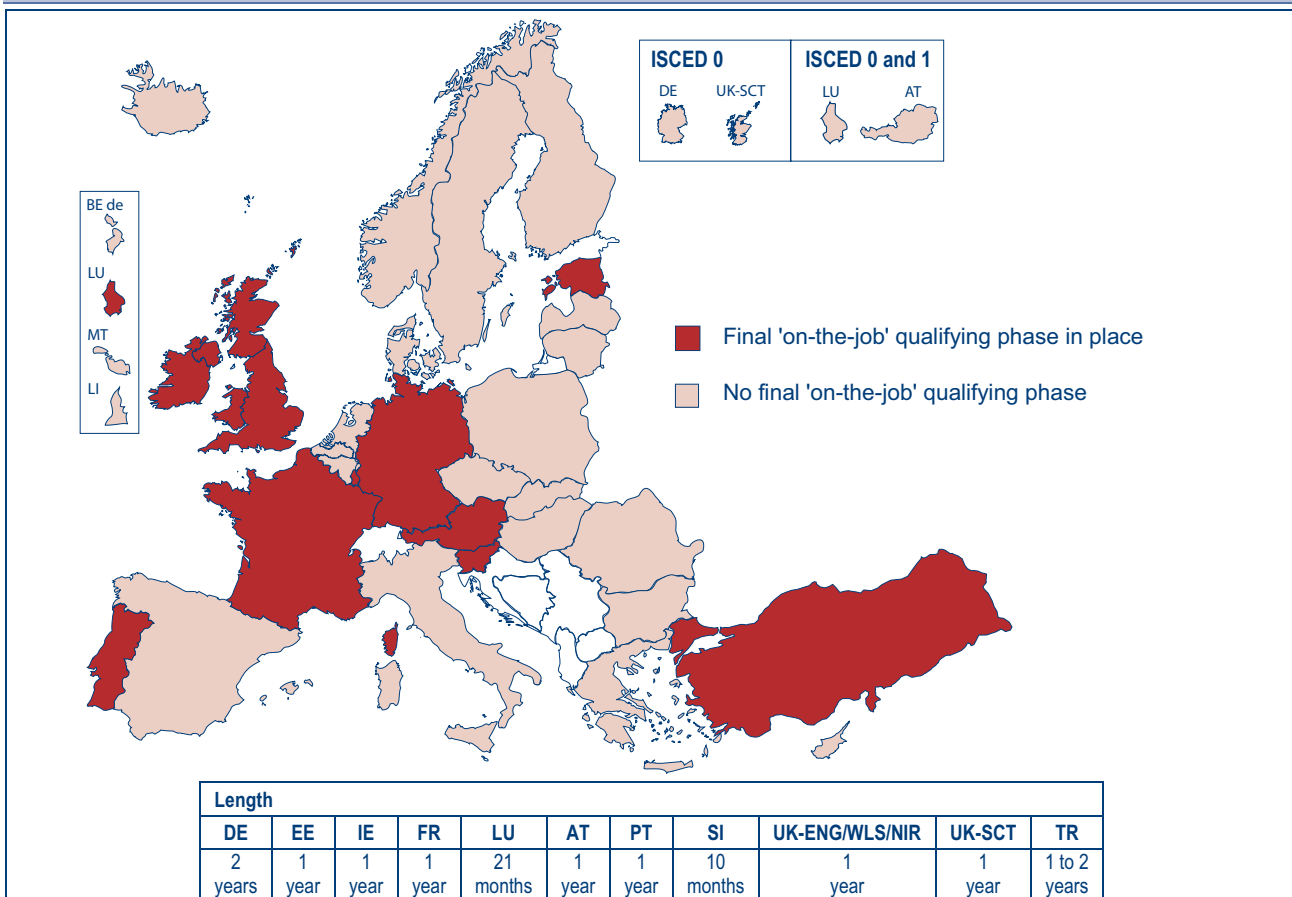 ISCED 0
ISCED 0 and 1
DE
UK-SCT
LU
AT
BE de
LU
MT
LI
Final 'on-the-job' qualifying phase in place
No final 'on-the-job' qualifying phase
Length
DE EE IE FR LU AT PT SI UK-ENG/WLS/NIR UK-SCT TR
2 1 1 1 21 1 1 10 1 1 1 to 2
years year year year months year year months year year years